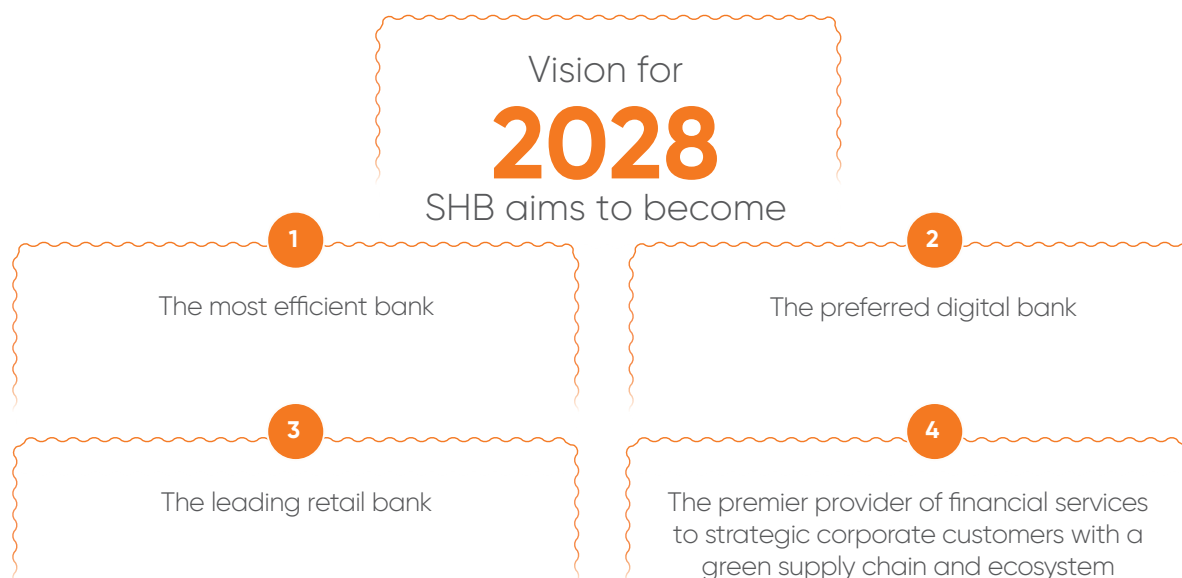 Vision for
2028
SHB aims to become
1
The most efficient bank
2
The preferred digital bank
3
The leading retail bank
4
The premier provider of financial services
to strategic corporate customers with a
green supply chain and ecosystem